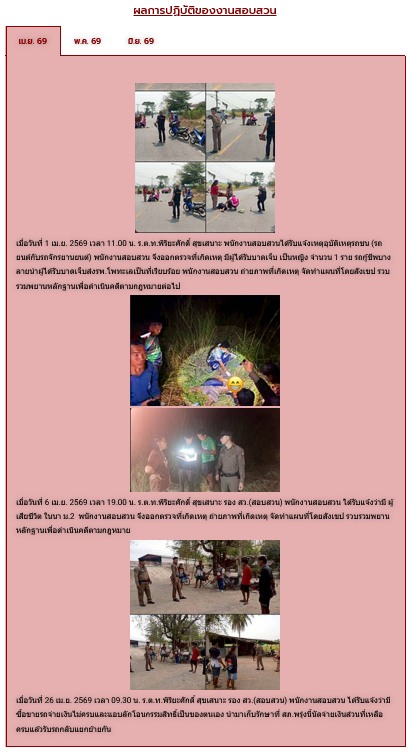 ผลการปฏิบัติของงานสอบสวน
เม.ย. 69
พ.ค. 69
มิ.ย. 69
เมื่อวันที่ 1 เม.ย. 2569 เวลา 11.00 น. ร.ต.ท.พิริยะศักดิ์ สุขเสนาะ พนักงานสอบสวนได้รับแจ้งเหตุอุบัติเหตุรถชน (รถ
ยนต์กับรถจักรยานยนต์) พนักงานสอบสวน จึงออกตรวจที่เกิดเหตุ มีผู้ได้รับบาดเจ็บ เป็นหญิง จำนวน 1 ราย รถกู้ชีพบาง
ลายนำผู้ได้รับบาดเจ็บส่งรพ.โพทะเลเป็นที่เรียบร้อย พนักงานสอบสวน ถ่ายภาพที่เกิดเหตุ จัดทำแผนที่โดยสังเขป รวบ
รวมพยานหลักฐานเพื่อดำเนินคดีตามกฎหมายต่อไป
เมื่อวันที่ 6 เม.ย. 2569 เวลา 19.00 น. ร.ต.ท.พิริยะศักดิ์ สุขเสนาะ รอง สว.(สอบสวน) พนักงานสอบสวน ได้รับแจ้งว่ามี ผู้
เสียชีวิต ในนา ม.2 พนักงานสอบสวน จึงออกตรวจที่เกิดเหตุ ถ่ายภาพที่เกิดเหตุ จัดทำแผนที่โดยสังเขป รวบรวมพยาน
หลักฐานเพื่อดำเนินคดีตามกฎหมาย
เมื่อวันที่ 26 เม.ย. 2569 เวลา 09.30 น. ร.ต.ท.พิริยะศักดิ์ สุขเสนาะ รอง สว.(สอบสวน) พนักงานสอบสวน ได้รับแจ้งว่ามี
ซื้อขายรถจ่ายเงินไม่ครบและแอบลักโอนกรรมสิทธิ์เป็นของตนเอง นำมาเก็บรักษาที่ สภ.พรุ่งนี้นัดจ่ายเงินส่วนที่เหลือ
ครบแล้วรับรถกลับแยกย้ายกัน